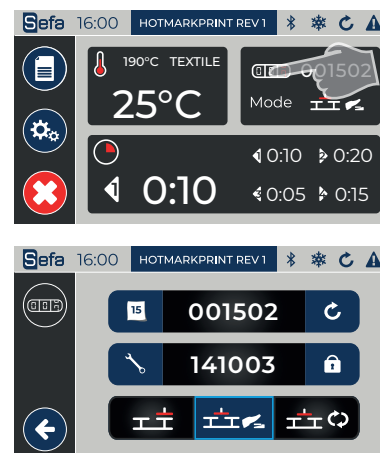 Sefa 16:00 HOTMARKPRINT REV 1
190°C TEXTILE
25°C
001502
Mode
1 0:10
0:10 0:20
0:05 0:15
Sefa 16:00 HOTMARKPRINT REV 1
15 001502
141003